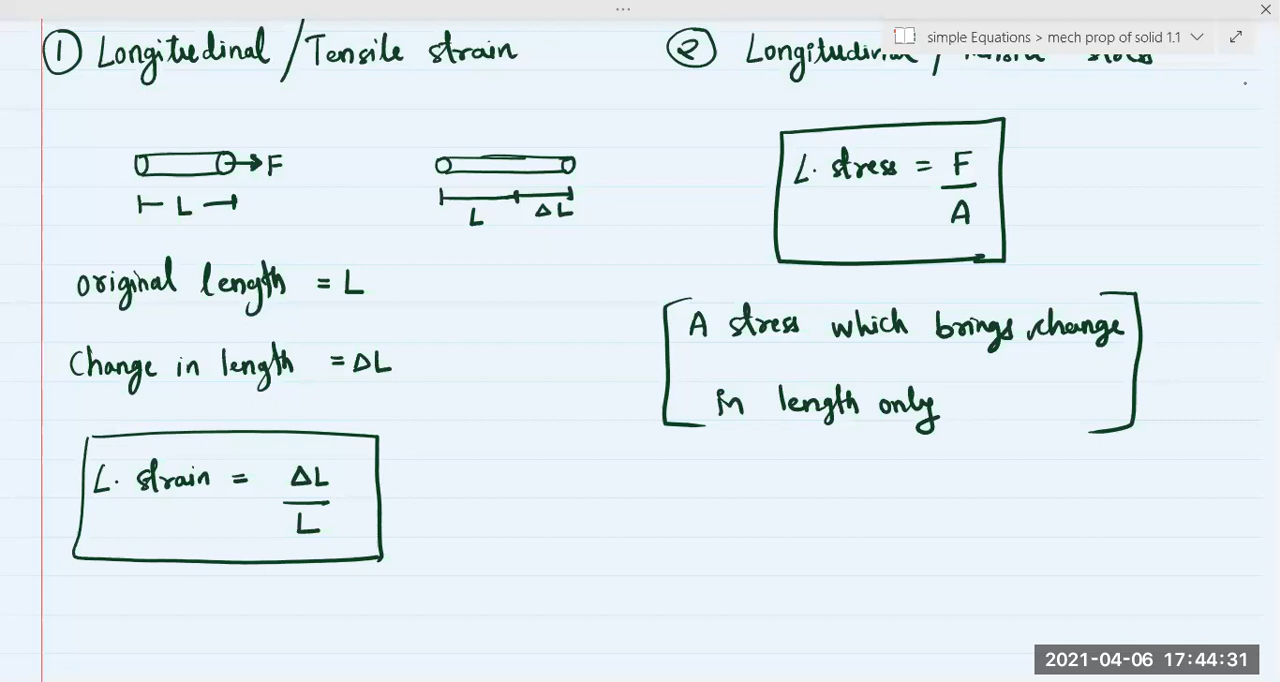 ① Longitudinal / Tensile strain
F
L
L ΔL
original length = L
Change in length = ΔL
L. strain = ΔL / L
simple Equations > mech prop of solid 1.1
② Longitudinal /
L. stress = F / A
[A stress which brings change
in length only]
2021-04-06 17:44:31